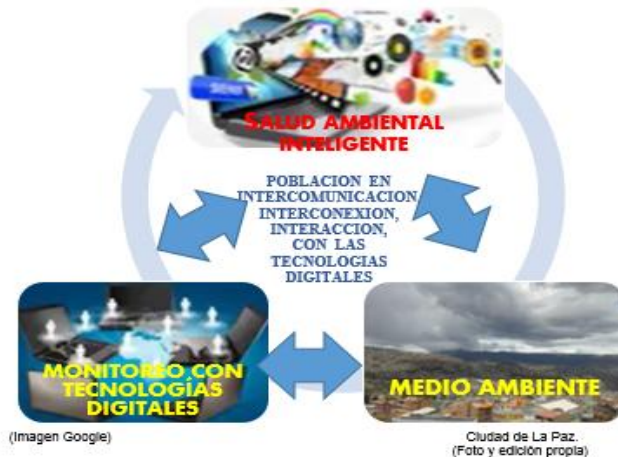 SALUD AMBIENTAL
INTELIGENTE
POBLACION EN
INTERCOMUNICACION
INTERCONEXION,
INTERACCION,
CON LAS
TECNOLOGIAS
DIGITALES
MONITOREO CON
TECNOLOGÍAS
DIGITALES
MEDIO AMBIENTE
(Imagen Google)
Ciudad de La Paz.
(Foto y edición propia)